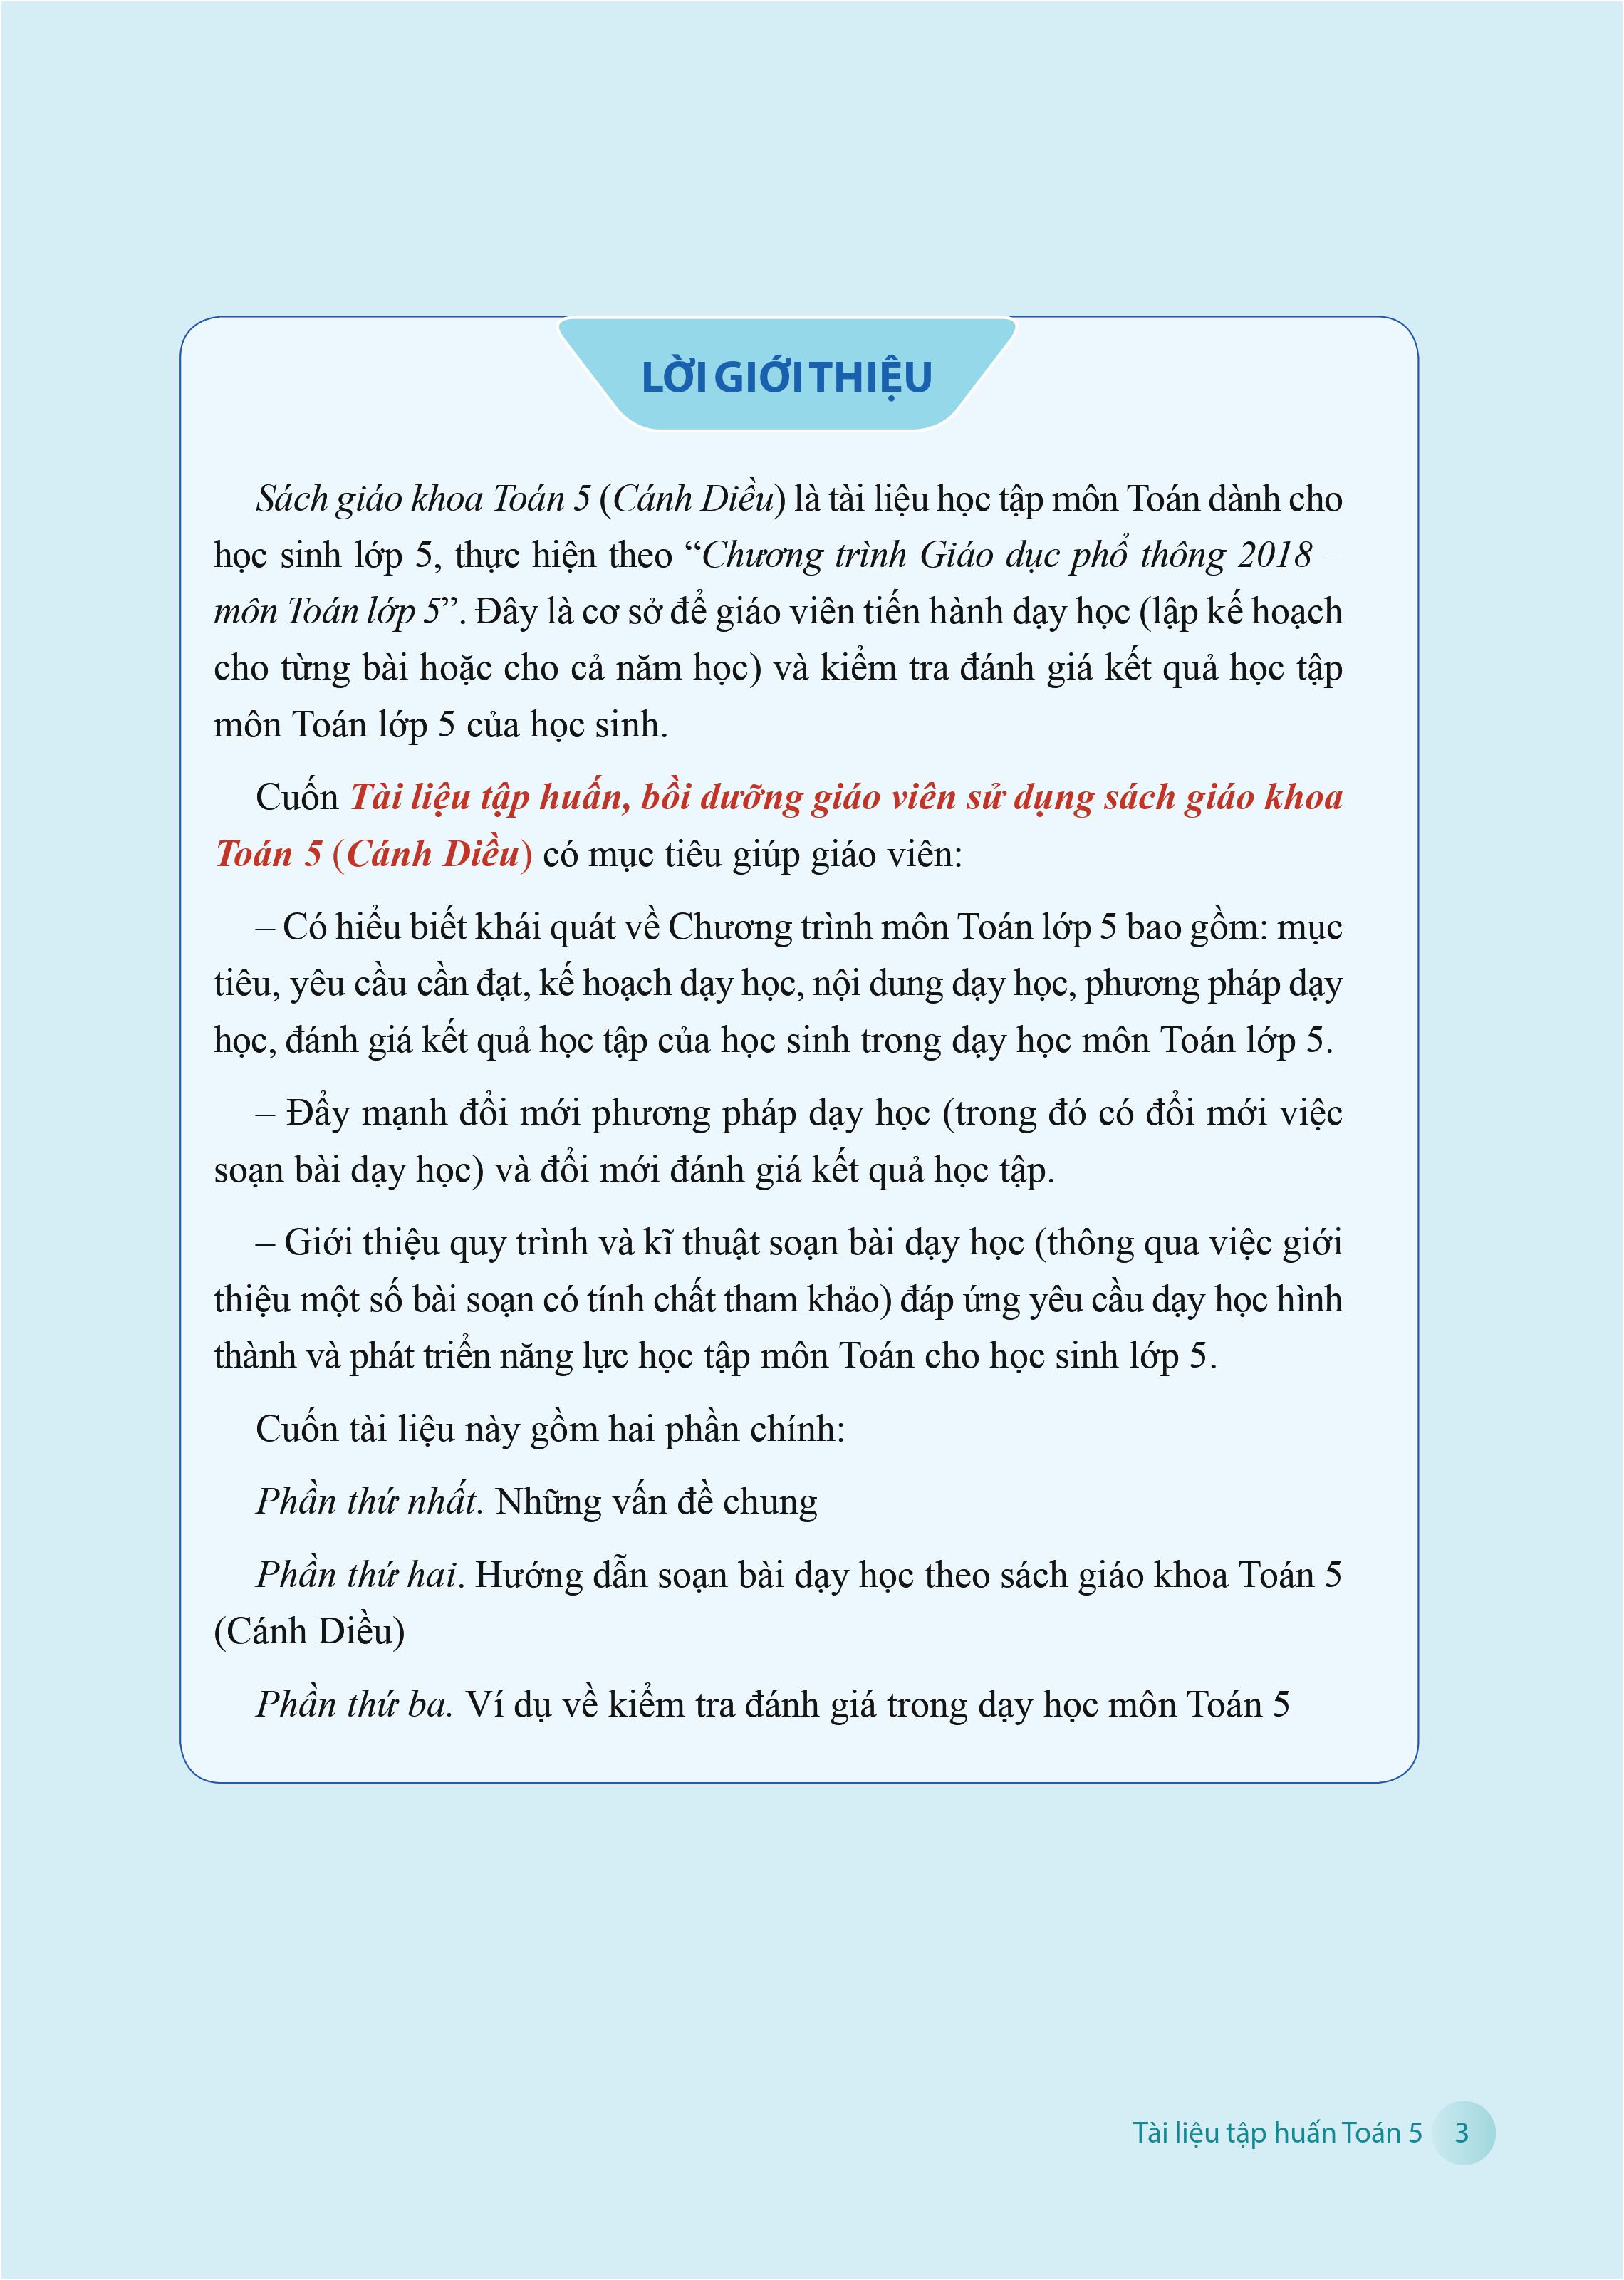 LỜI GIỚI THIỆU
Sách giáo khoa Toán 5 (Cánh Diều) là tài liệu học tập môn Toán dành cho
học sinh lớp 5, thực hiện theo “Chương trình Giáo dục phổ thông 2018 –
môn Toán lớp 5”. Đây là cơ sở để giáo viên tiến hành dạy học (lập kế hoạch
cho từng bài hoặc cho cả năm học) và kiểm tra đánh giá kết quả học tập
môn Toán lớp 5 của học sinh.
Cuốn Tài liệu tập huấn, bồi dưỡng giáo viên sử dụng sách giáo khoa
Toán 5 (Cánh Diều) có mục tiêu giúp giáo viên:
– Có hiểu biết khái quát về Chương trình môn Toán lớp 5 bao gồm: mục
tiêu, yêu cầu cần đạt, kế hoạch dạy học, nội dung dạy học, phương pháp dạy
học, đánh giá kết quả học tập của học sinh trong dạy học môn Toán lớp 5.
– Đẩy mạnh đổi mới phương pháp dạy học (trong đó có đổi mới việc
soạn bài dạy học) và đổi mới đánh giá kết quả học tập.
– Giới thiệu quy trình và kĩ thuật soạn bài dạy học (thông qua việc giới
thiệu một số bài soạn có tính chất tham khảo) đáp ứng yêu cầu dạy học hình
thành và phát triển năng lực học tập môn Toán cho học sinh lớp 5.
Cuốn tài liệu này gồm hai phần chính:
Phần thứ nhất. Những vấn đề chung
Phần thứ hai. Hướng dẫn soạn bài dạy học theo sách giáo khoa Toán 5
(Cánh Diều)
Phần thứ ba. Ví dụ về kiểm tra đánh giá trong dạy học môn Toán 5
Tài liệu tập huấn Toán 5 3